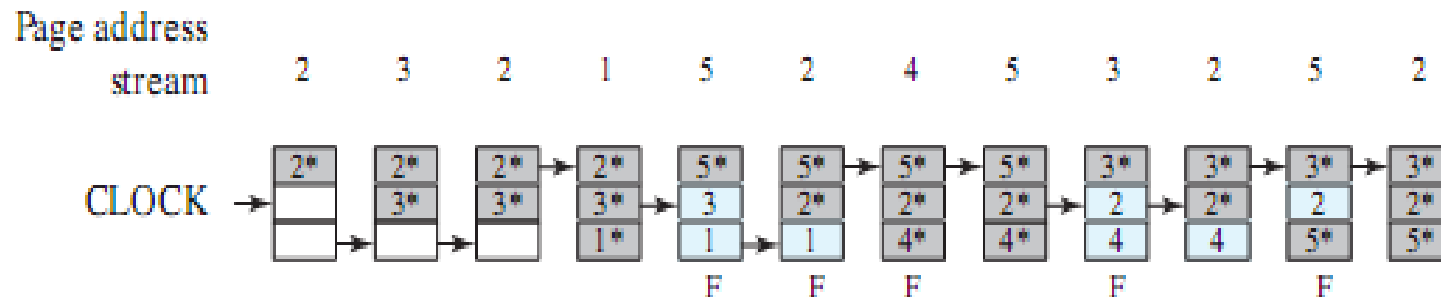 Page address
stream 2 3 2 1 5 2 4 5 3 2 5 2
2* 2* 2* 2* 5* 5* 5* 5* 3* 3* 3* 3*
CLOCK 3* 3* 3* 3 2* 2* 2* 2 2* 2 2*
1* 1 1 4* 4* 4 4 5* 5*
F F F F F